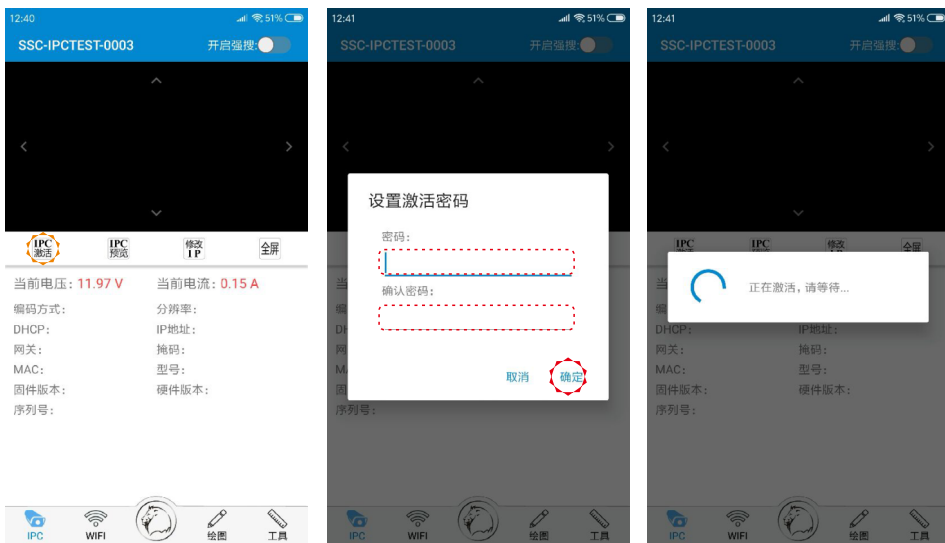 12:40
51%
SSC-IPCTEST-0003
开启强搜:
IPC
激活
IPC
预览
修改
I P
全屏
当前电压: 11.97 V
当前电流: 0.15 A
编码方式:
分辨率:
DHCP:
IP地址:
网关:
掩码:
MAC:
型号:
固件版本:
硬件版本:
序列号:
IPC
WIFI
绘图
工具
12:41
51%
SSC-IPCTEST-0003
开启强搜:
设置激活密码
密码:
确认密码:
取消
确定
序列号:
IPC
WIFI
绘图
工具
12:41
51%
SSC-IPCTEST-0003
开启强搜:
IPC
IPC
修改
全屏
正在激活, 请等待...
DHCP:
IP地址:
网关:
掩码:
MAC:
型号:
固件版本:
硬件版本:
序列号:
IPC
WIFI
绘图
工具